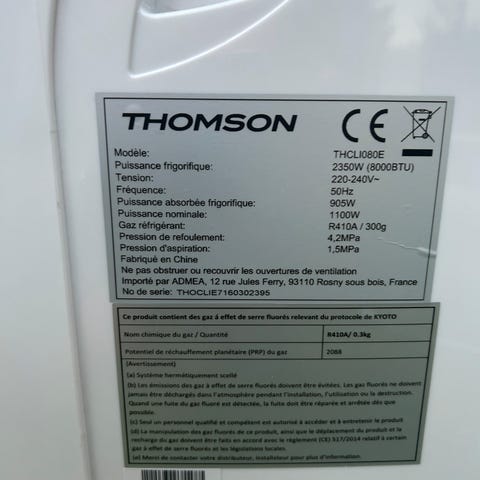 THOMSON CE
Modèle: THCLI080E
Puissance frigorifique: 2350W (8000BTU)
Tension: 220-240V~
Fréquence: 50Hz
Puissance absorbée frigorifique: 905W
Puissance nominale: 1100W
Gaz réfrigérant: R410A / 300g
Pression de refoulement: 4,2MPa
Pression d'aspiration: 1,5MPa
Fabriqué en Chine
Ne pas obstruer ou recouvrir les ouvertures de ventilation
Importé par ADMEA, 12 rue Jules Ferry, 93110 Rosny sous bois, France
No de serie: THOCLIE7160302395
Ce produit contient des gaz à effet de serre fluorés relevant du protocole de KYOTO
Nom chimique du gaz / Quantité R410A/ 0.3kg
Potentiel de réchauffement planétaire (PRP) du gaz 2088
(Avertissement)
(a) Système hermétiquement scellé
(b) Les émissions des gaz à effet de serre fluorés doivent être évitées. Les gaz ne doivent
jamais être déchargés dans l'atmosphère pendant l'installation, l'utilisation ou la destruction.
Quand une fuite du gaz fluoré est détectée, la fuite doit être repérée et arrêtée dès que
possible.
(c) Seul un personnel qualifié et compétent est autorisé à entretenir le produit
(d) La manipulation des gaz fluorés de ce produit, ainsi que le déplacement du produit et la
recharge du gaz doivent être faits en accord avec le règlement (CE) 517/2014 relatif à certain
gaz à effet de serre fluorés.
(e) Merci de contacter votre distributeur, installateur pour plus d'information.